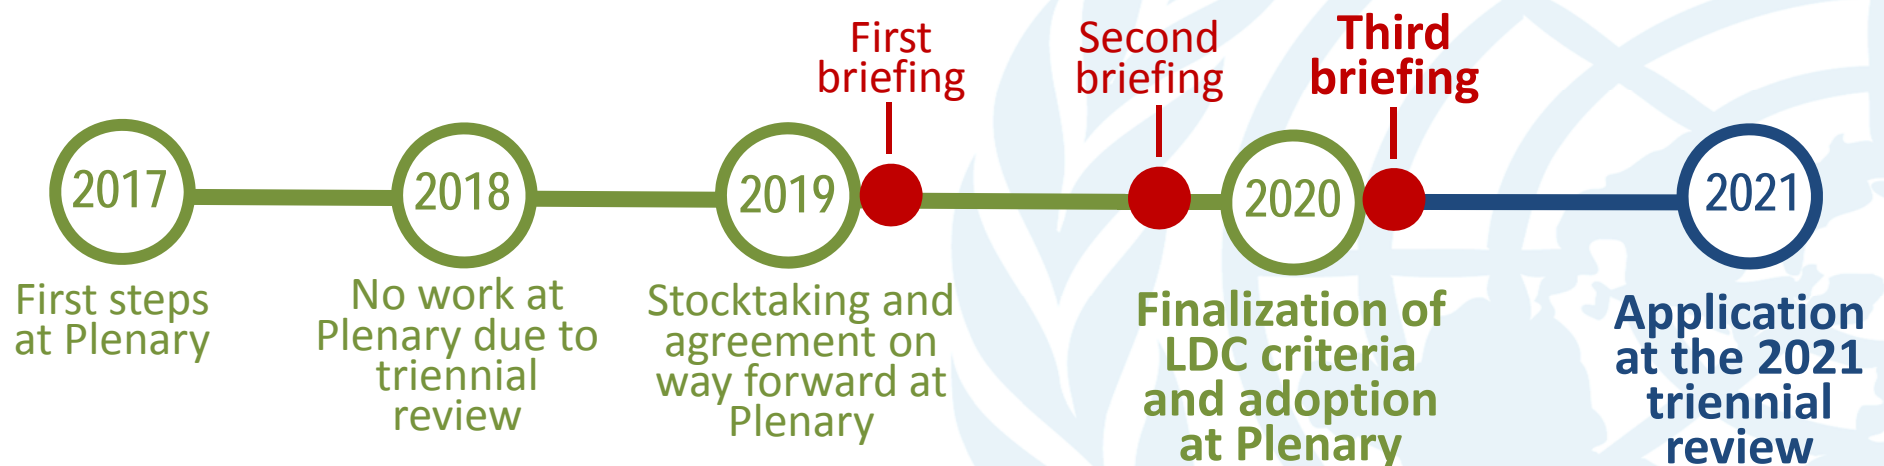 First
briefing
Second
briefing
Third
briefing
2017
2018
2019
2020
2021
First steps
at Plenary
No work at
Plenary due to
triennial
review
Stocktaking and
agreement on
way forward at
Plenary
Finalization of
LDC criteria
and adoption
at Plenary
Application
at the 2021
triennial
review